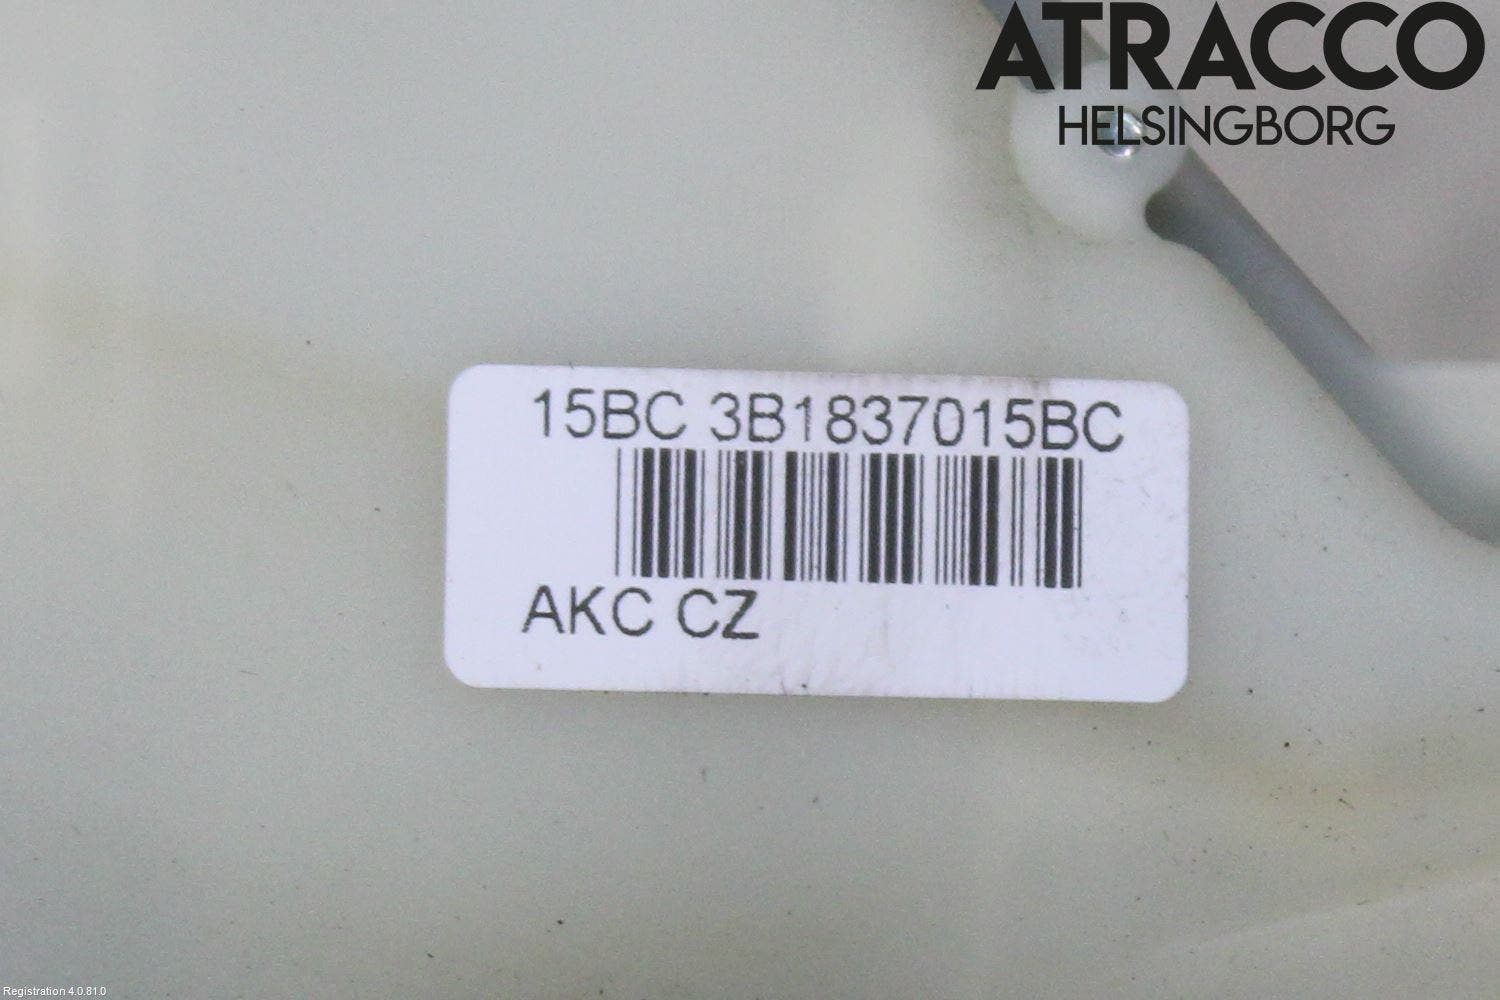 ATRACCO
HELSINGBORG
15BC 3B1837015BC
AKC CZ
Registration 4.0.81.0